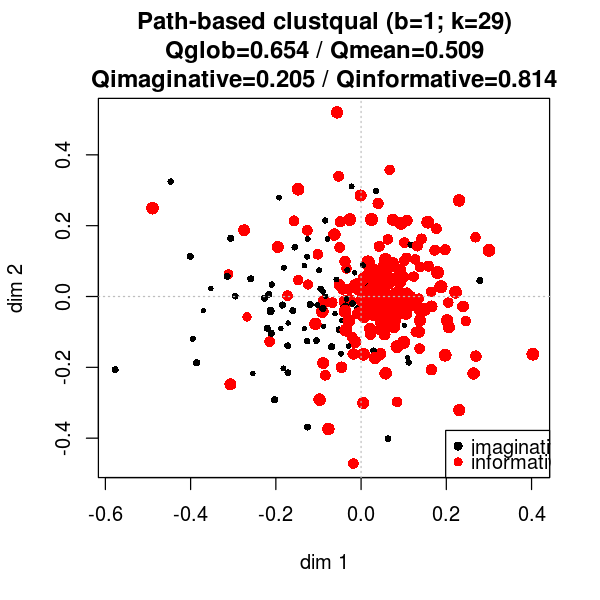 Path-based clustqual (b=1; k=29)
Qglob=0.654 / Qmean=0.509
Qimaginative=0.205 / Qinformative=0.814
dim 2
0.4
0.2
0.0
-0.2
-0.4
imaginati
informati
-0.6
-0.4
-0.2
0.0
0.2
0.4
dim 1